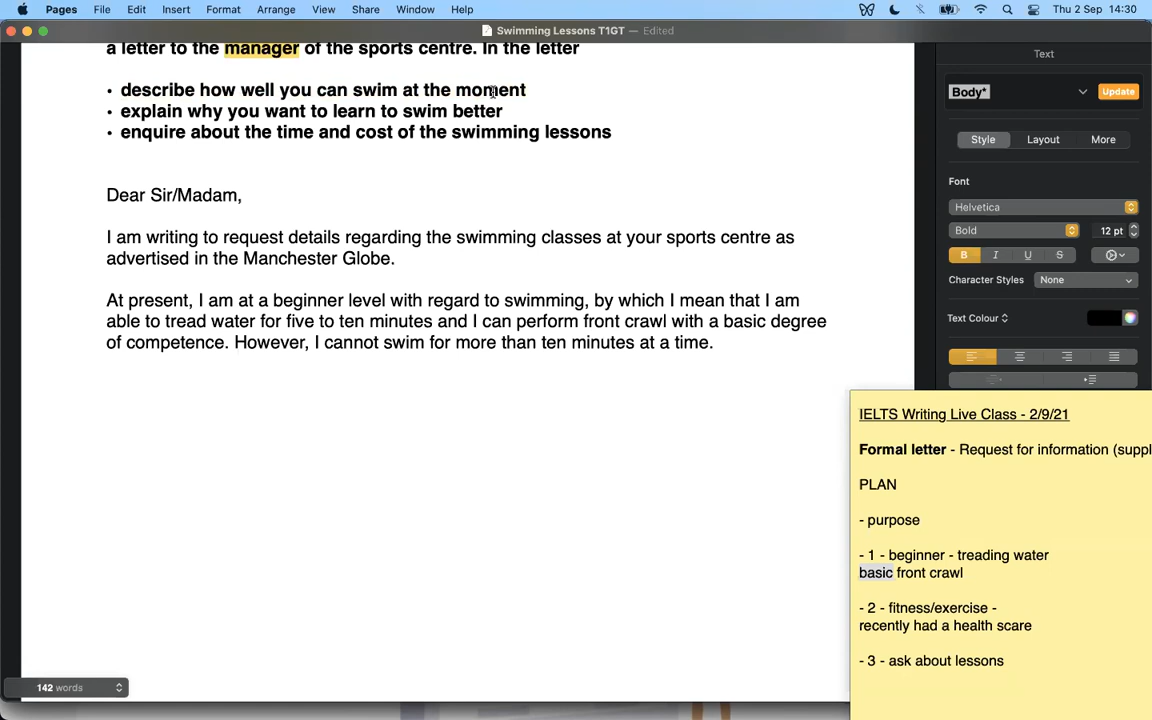 Pages File Edit Insert Format Arrange View Share Window Help Thu 2 Sep 14:30
Swimming Lessons T1GT — Edited
a letter to the manager of the sports centre. In the letter
• describe how well you can swim at the moment
• explain why you want to learn to swim better
• enquire about the time and cost of the swimming lessons
Dear Sir/Madam,
I am writing to request details regarding the swimming classes at your sports centre as
advertised in the Manchester Globe.
At present, I am at a beginner level with regard to swimming, by which I mean that I am
able to tread water for five to ten minutes and I can perform front crawl with a basic degree
of competence. However, I cannot swim for more than ten minutes at a time.
142 words
Text
Body* Update
Style Layout More
Font
Helvetica
Bold 12 pt
B I U S
Character Styles None
Text Colour
IELTS Writing Live Class - 2/9/21
Formal letter - Request for information (suppl
PLAN
- purpose
- 1 - beginner - treading water
basic front crawl
- 2 - fitness/exercise -
recently had a health scare
- 3 - ask about lessons